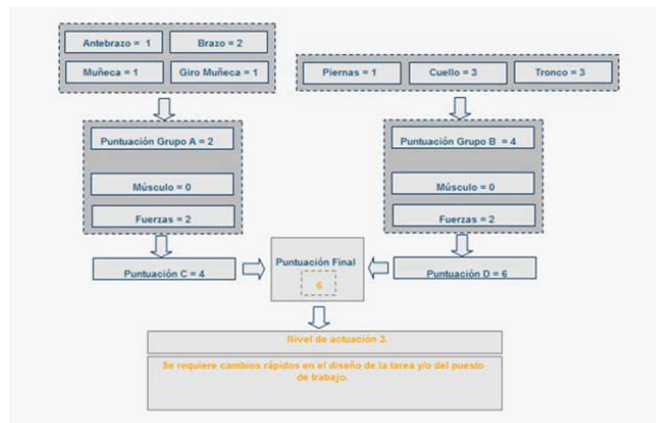 Antebrazo = 1
Brazo = 2
Muñeca = 1
Giro Muñeca = 1
Piernas = 1
Cuello = 3
Tronco = 3
Puntuación Grupo A = 2
Músculo = 0
Fuerzas = 2
Puntuación Grupo B = 4
Músculo = 0
Fuerzas = 2
Puntuación C = 4
Puntuación Final
6
Puntuación D = 6
Nivel de actuación 3.
Se requiere cambios rápidos en el diseño de la tarea y/o del puesto
de trabajo.